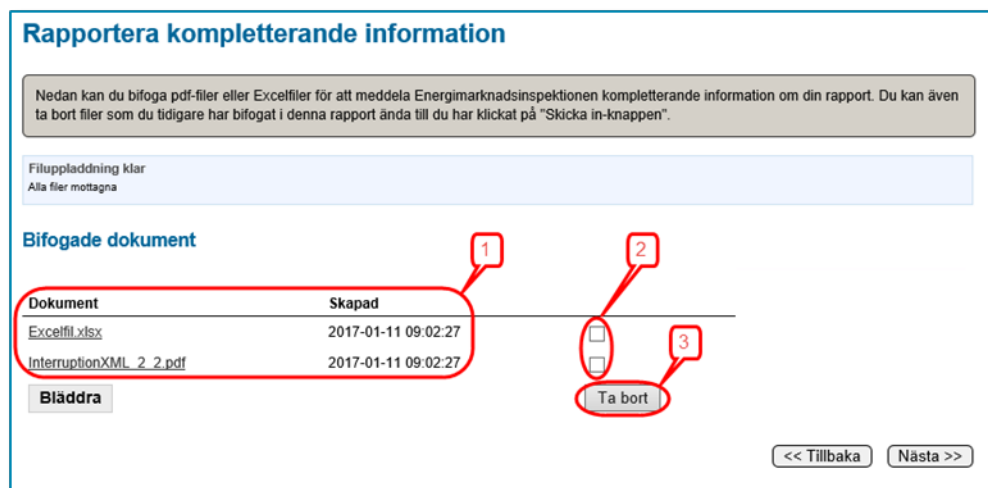 Rapportera kompletterande information
Nedan kan du bifoga pdf-filer eller Excelfiler för att meddela Energimarknadsinspektionen kompletterande information om din rapport. Du kan även
ta bort filer som du tidigare har bifogat i denna rapport ända till du har klickat på "Skicka in-knappen".
Filuppladdning klar
Alla filer mottagna
Bifogade dokument
1
2
Dokument Skapad
Excelfil.xlsx 2017-01-11 09:02:27
3
InterruptionXML_2_2.pdf 2017-01-11 09:02:27
Bläddra Ta bort
<< Tillbaka Nästa >>